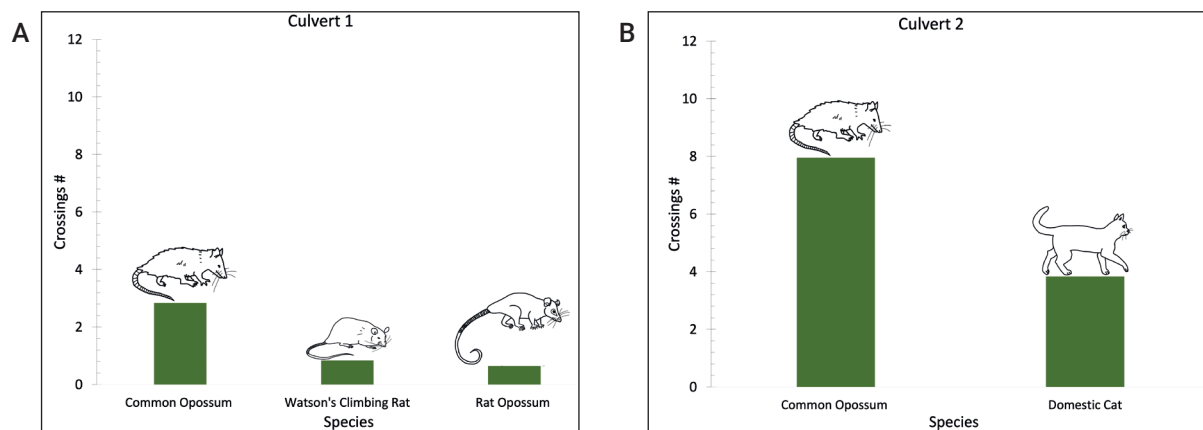 A
Culvert 1
12
10
8
6
4
2
0
Crossings #
Common Opossum
Watson's Climbing Rat
Rat Opossum
Species
B
Culvert 2
12
10
8
6
4
2
0
Crossings #
Common Opossum
Domestic Cat
Species